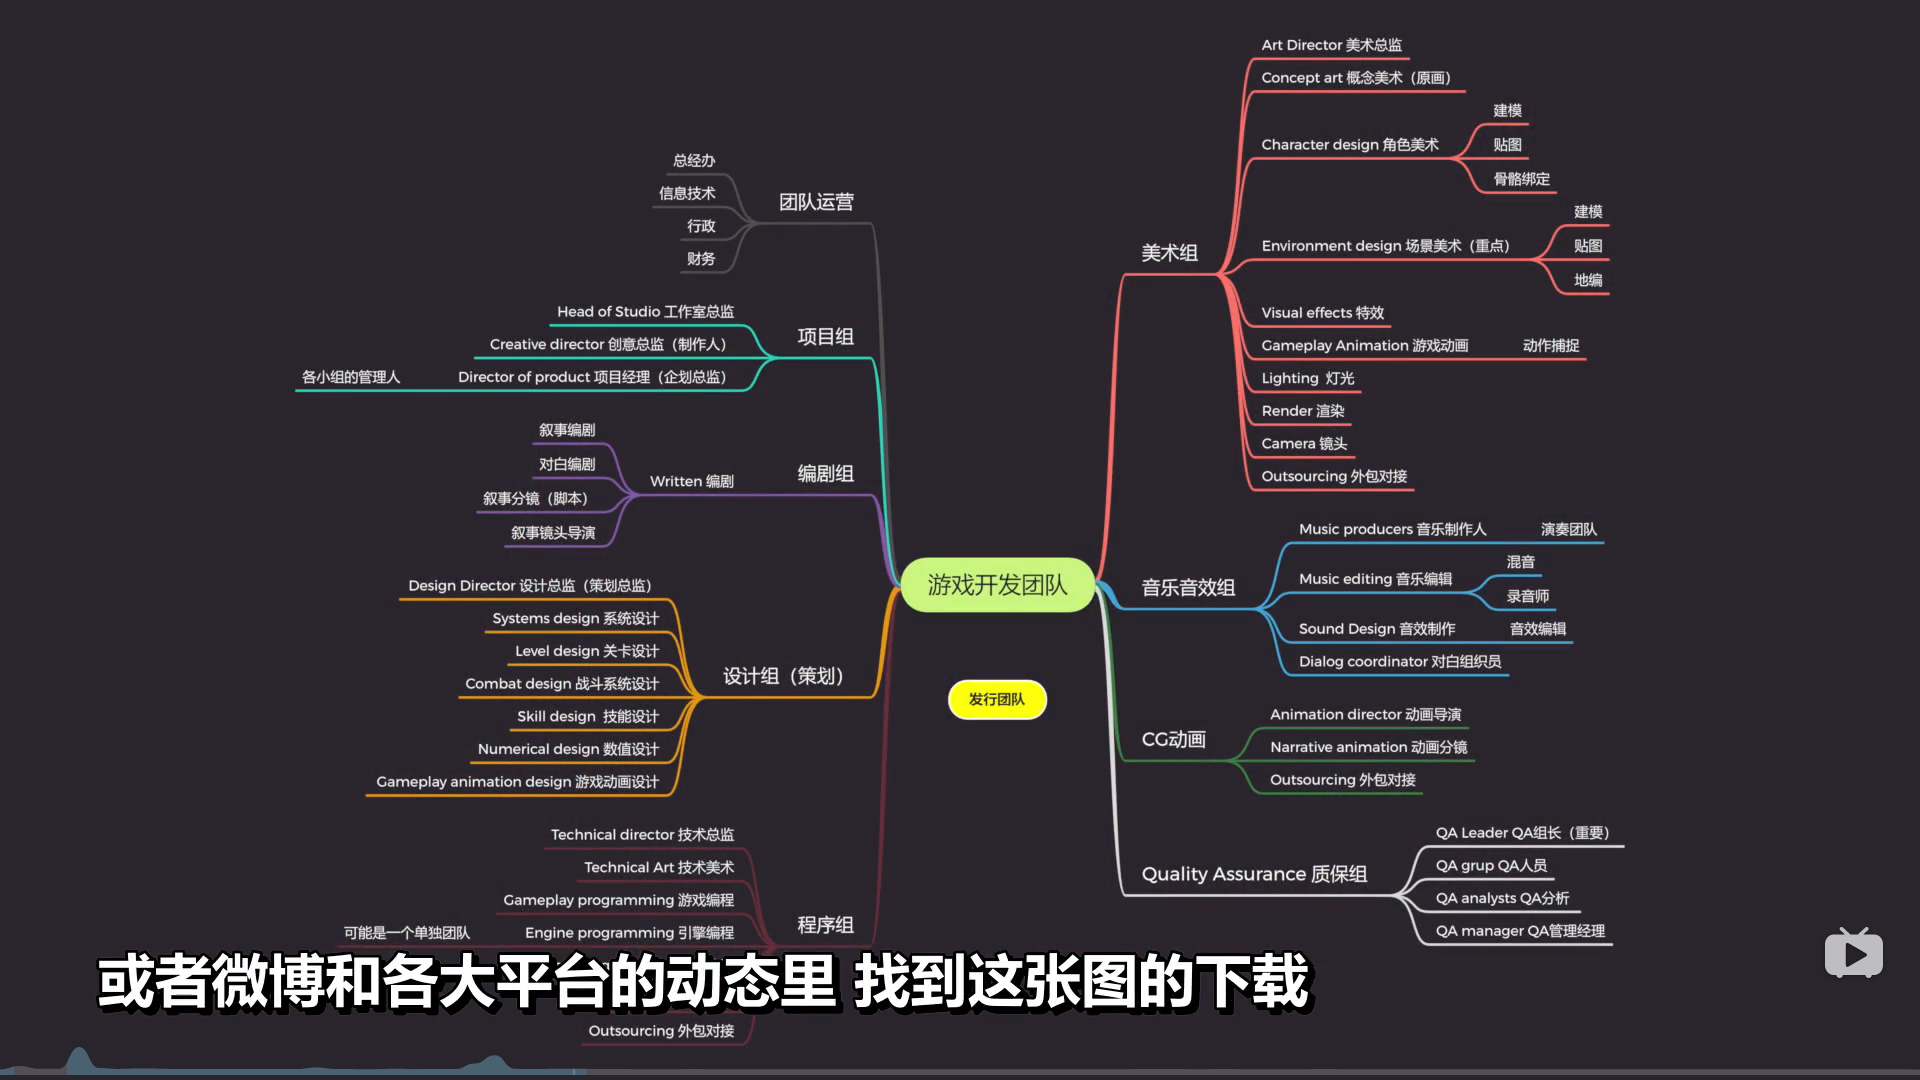 团队运营
总经办
信息技术
行政
财务
项目组
Head of Studio 工作室总监
Creative director 创意总监（制作人）
Director of product 项目经理（企划总监）
各小组的管理人
编剧组
Written 编剧
叙事编剧
对白编剧
叙事分镜（脚本）
叙事镜头导演
设计组（策划）
Design Director 设计总监（策划总监）
Systems design 系统设计
Level design 关卡设计
Combat design 战斗系统设计
Skill design 技能设计
Numerical design 数值设计
Gameplay animation design 游戏动画设计
程序组
Technical director 技术总监
Technical Art 技术美术
Gameplay programming 游戏编程
Engine programming 引擎编程
可能是一个单独团队
Outsourcing 外包对接
游戏开发团队
发行团队
美术组
Art Director 美术总监
Concept art 概念美术（原画）
Character design 角色美术
建模
贴图
骨骼绑定
Environment design 场景美术（重点）
建模
贴图
地编
Visual effects 特效
Gameplay Animation 游戏动画
动作捕捉
Lighting 灯光
Render 渲染
Camera 镜头
Outsourcing 外包对接
音乐音效组
Music producers 音乐制作人
演奏团队
Music editing 音乐编辑
混音
录音师
Sound Design 音效制作
音效编辑
Dialog coordinator 对白组织员
CG动画
Animation director 动画导演
Narrative animation 动画分镜
Outsourcing 外包对接
Quality Assurance 质保组
QA Leader QA组长（重要）
QA grup QA人员
QA analysts QA分析
QA manager QA管理经理
或者微博和各大平台的动态里 找到这张图的下载